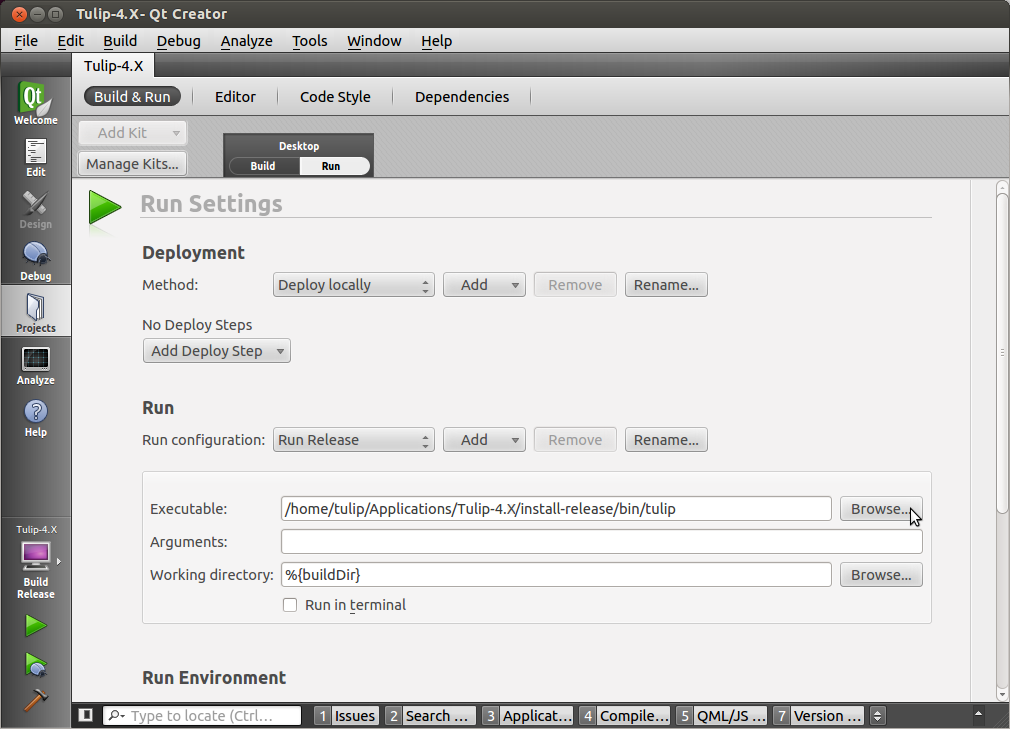 Tulip-4.X- Qt Creator
File Edit Build Debug Analyze Tools Window Help
Tulip-4.X
Build & Run Editor Code Style Dependencies
Add Kit
Manage Kits...
Desktop
Build Run
Qt
Welcome
Edit
Design
Debug
Projects
Analyze
Help
Run Settings
Deployment
Method: Deploy locally Add Remove Rename...
No Deploy Steps
Add Deploy Step
Run
Run configuration: Run Release Add Remove Rename...
Executable: /home/tulip/Applications/Tulip-4.X/install-release/bin/tulip Browse...
Arguments:
Working directory: %{buildDir} Browse...
Run in terminal
Run Environment
Tulip-4.X
Build
Release
Type to locate (Ctrl... 1 Issues 2 Search ... 3 Applicat... 4 Compile... 5 QML/JS ... 7 Version ...